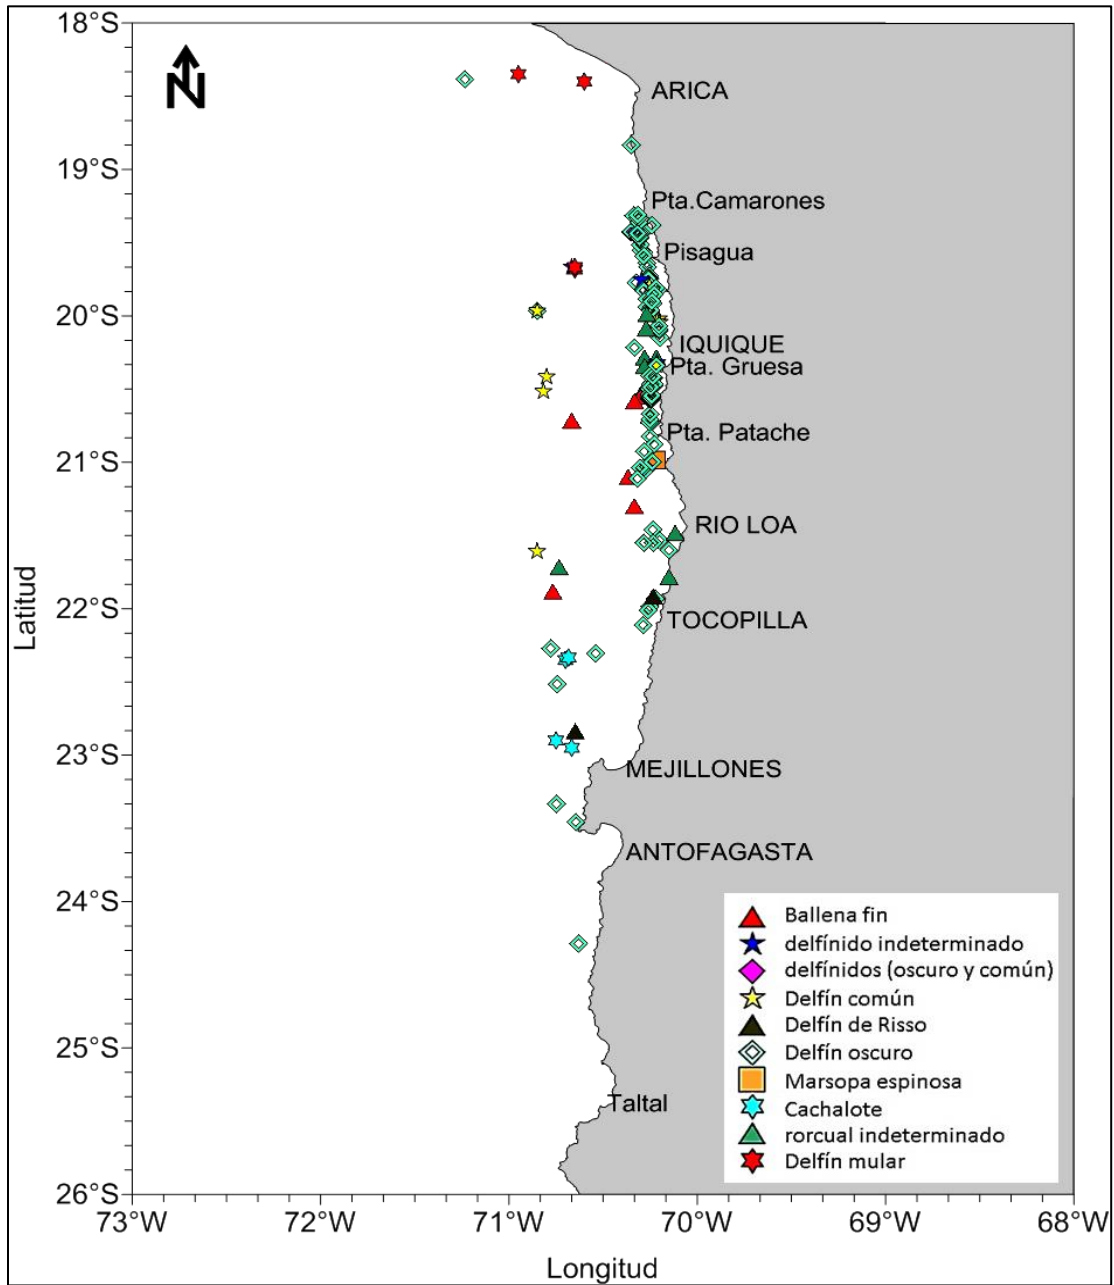 18°S
N
ARICA
19°S
Pta.Camarones
Pisagua
20°S
IQUIQUE
Pta. Gruesa
Pta. Patache
21°S
RIO LOA
22°S
TOCOPILLA
23°S
MEJILLONES
ANTOFAGASTA
24°S
25°S
Taltal
26°S
Latitud
Ballena fin
delfínido indeterminado
delfínidos (oscuro y común)
Delfín común
Delfín de Risso
Delfín oscuro
Marsopa espinosa
Cachalote
rorcual indeterminado
Delfín mular
73°W 72°W 71°W 70°W 69°W 68°W
Longitud